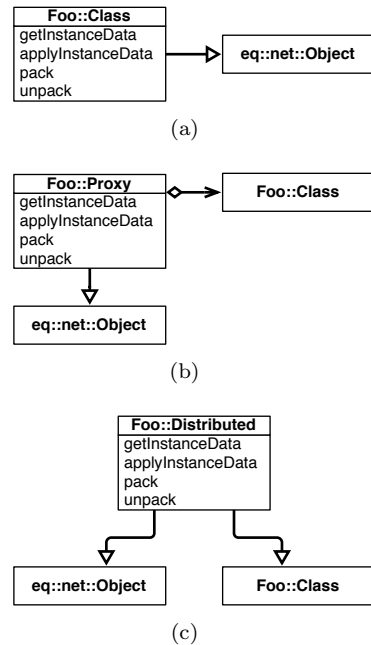 Foo::Class
getInstanceData
applyInstanceData
pack
unpack
eq::net::Object
(a)
Foo::Proxy
getInstanceData
applyInstanceData
pack
unpack
Foo::Class
eq::net::Object
(b)
Foo::Distributed
getInstanceData
applyInstanceData
pack
unpack
eq::net::Object
Foo::Class
(c)